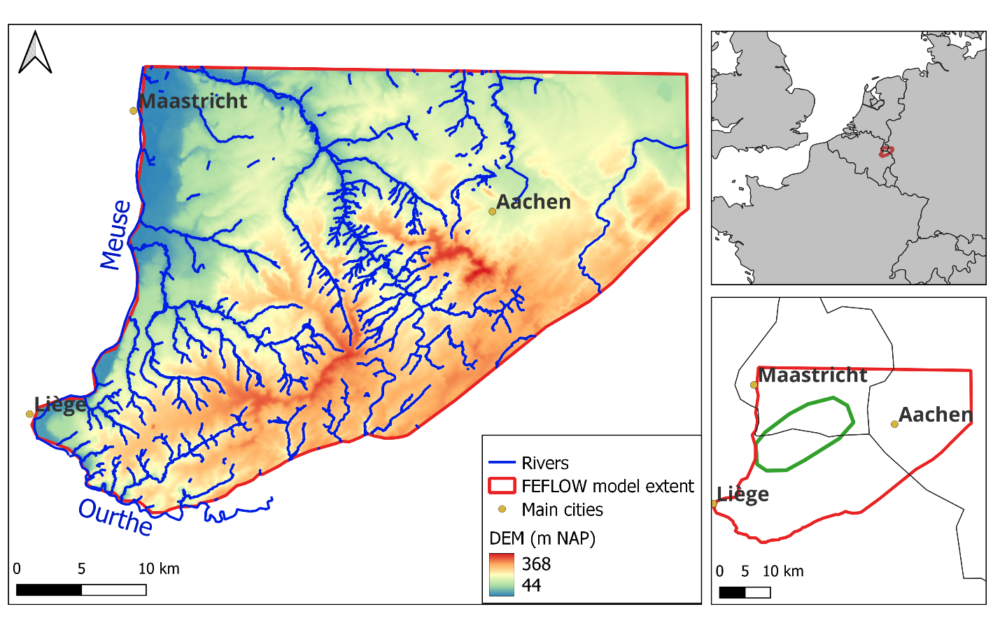 Maastricht
Aachen
Meuse
Liège
Ourthe
0 5 10 km
Rivers
FEFLOW model extent
Main cities
DEM (m NAP)
368
44
Maastricht
Aachen
Liège
0 5 10 km